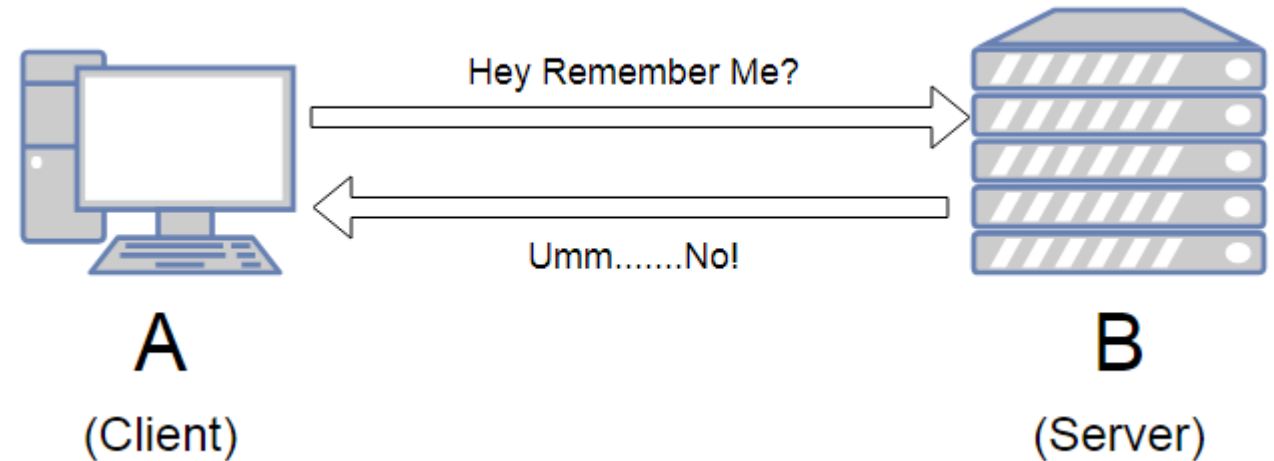 Hey Remember Me?
Umm.......No!
A
(Client)
B
(Server)